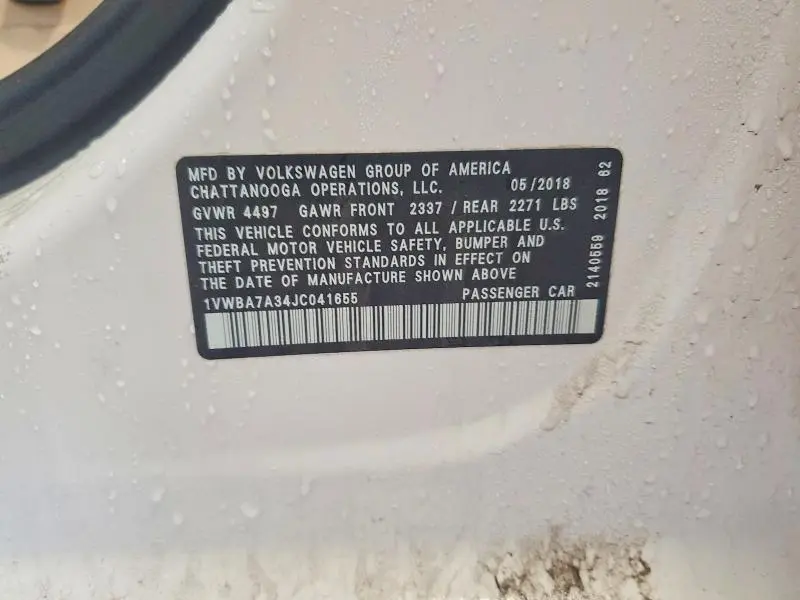 MFD BY VOLKSWAGEN GROUP OF AMERICA
CHATTANOOGA OPERATIONS, LLC. 05/2018
GVWR 4497 GAWR FRONT 2337 / REAR 2271 LBS
THIS VEHICLE CONFORMS TO ALL APPLICABLE U.S.
FEDERAL MOTOR VEHICLE SAFETY, BUMPER AND
THEFT PREVENTION STANDARDS IN EFFECT ON
THE DATE OF MANUFACTURE SHOWN ABOVE
1VWBA7A34JC041655 PASSENGER CAR
2140559 2018 62